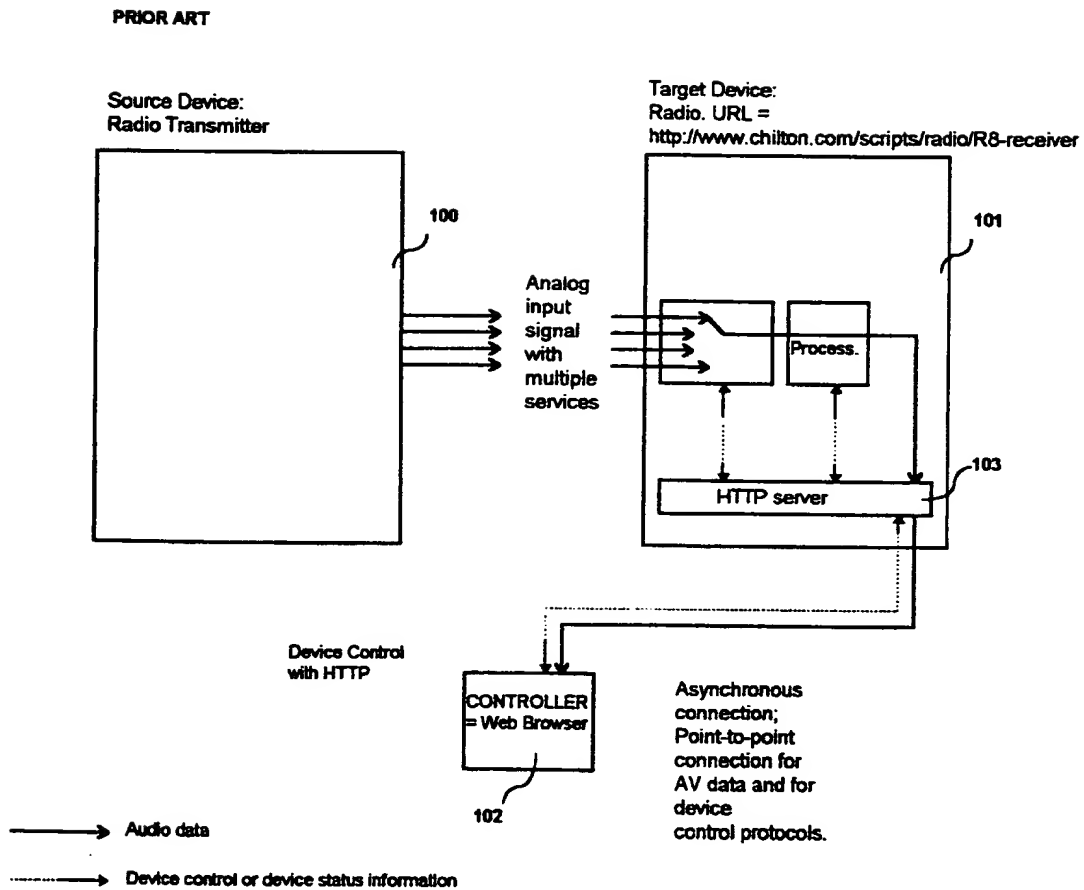 PRIOR ART
Source Device:
Radio Transmitter
Target Device:
Radio. URL =
http://www.chilton.com/scripts/radio/R8-receiver
100
101
Analog
input
signal
with
multiple
services
Process.
103
HTTP server
Device Control
with HTTP
CONTROLLER
= Web Browser
102
Asynchronous
connection;
Point-to-point
connection for
AV data and for
device
control protocols.
Audio data
Device control or device status information